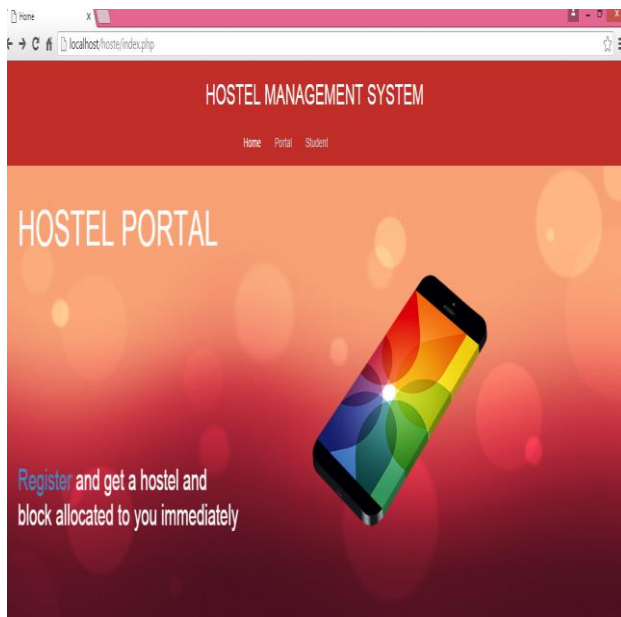 Home
localhost/hoste/index.php
HOSTEL MANAGEMENT SYSTEM
Home Portal Student
HOSTEL PORTAL
Register and get a hostel and
block allocated to you immediately